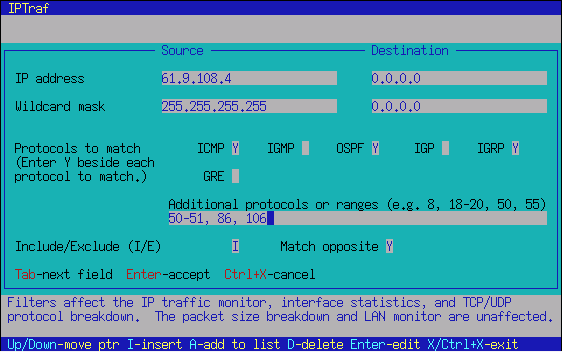 IPTraf
Source Destination
IP address 61.9.108.4 0.0.0.0
Wildcard mask 255.255.255.255 0.0.0.0
Protocols to match ICMP Y IGMP OSPF Y IGP IGRP Y
(Enter Y beside each
protocol to match.) GRE
Additional protocols or ranges (e.g. 8, 18-20, 50, 55)
50-51, 86, 106
Include/Exclude (I/E) I Match opposite Y
Tab-next field Enter-accept Ctrl+X-cancel
Filters affect the IP traffic monitor, interface statistics, and TCP/UDP
protocol breakdown. The packet size breakdown and LAN monitor are unaffected.
Up/Down-move ptr I-insert A-add to list D-delete Enter-edit X/Ctrl+X-exit